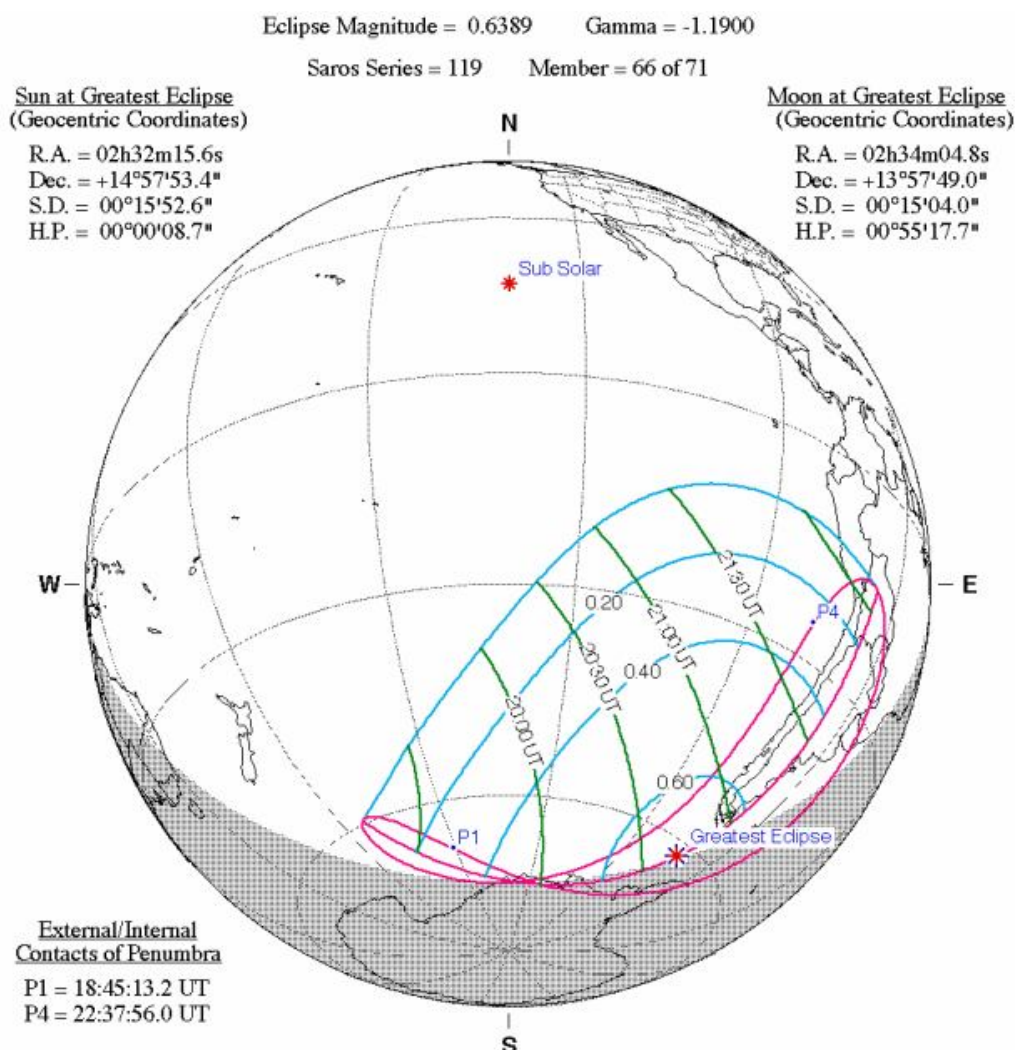 Eclipse Magnitude = 0.6389 Gamma = -1.1900
Saros Series = 119 Member = 66 of 71
Sun at Greatest Eclipse
(Geocentric Coordinates)
R.A. = 02h32m15.6s
Dec. = +14°57'53.4"
S.D. = 00°15'52.6"
H.P. = 00°00'08.7"
Moon at Greatest Eclipse
(Geocentric Coordinates)
R.A. = 02h34m04.8s
Dec. = +13°57'49.0"
S.D. = 00°15'04.0"
H.P. = 00°55'17.7"
N
Sub Solar
W
E
0.20
21:30 UT
P4
21:00 UT
0.40
20:30 UT
20:00 UT
0.60
P1
Greatest Eclipse
External/Internal
Contacts of Penumbra
P1 = 18:45:13.2 UT
P4 = 22:37:56.0 UT
S